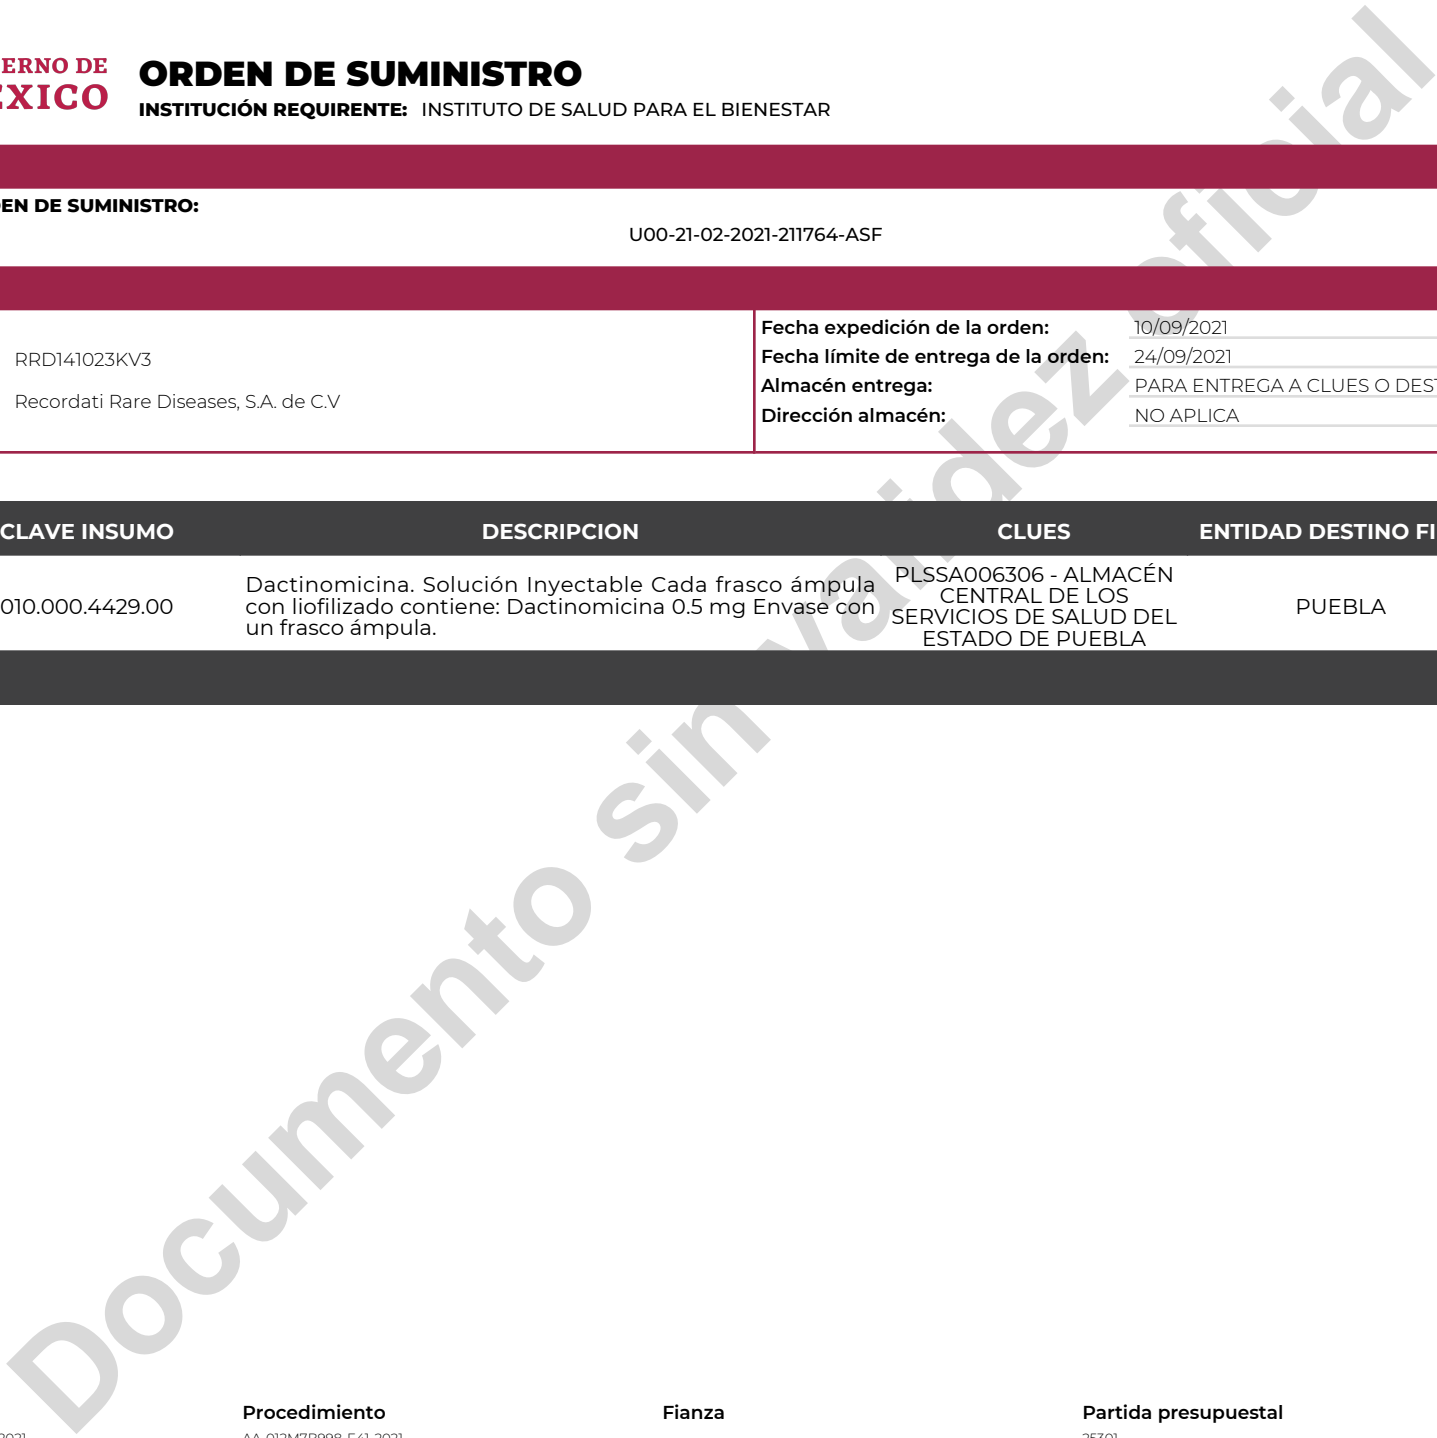 ERNO DE
EXICO
ORDEN DE SUMINISTRO
INSTITUCIÓN REQUIRENTE: INSTITUTO DE SALUD PARA EL BIENESTAR
EN DE SUMINISTRO:
U00-21-02-2021-211764-ASF
RRD141023KV3
Recordati Rare Diseases, S.A. de C.V
Fecha expedición de la orden: 10/09/2021
Fecha límite de entrega de la orden: 24/09/2021
Almacén entrega: PARA ENTREGA A CLUES O DEST
Dirección almacén: NO APLICA
CLAVE INSUMO DESCRIPCION CLUES ENTIDAD DESTINO FI
010.000.4429.00
Dactinomicina. Solución Inyectable Cada frasco ámpula
con liofilizado contiene: Dactinomicina 0.5 mg Envase con
un frasco ámpula.
PLSSA006306 - ALMACÉN
CENTRAL DE LOS
SERVICIOS DE SALUD DEL
ESTADO DE PUEBLA
PUEBLA
Documento sin validez oficial
Procedimiento Fianza Partida presupuestal